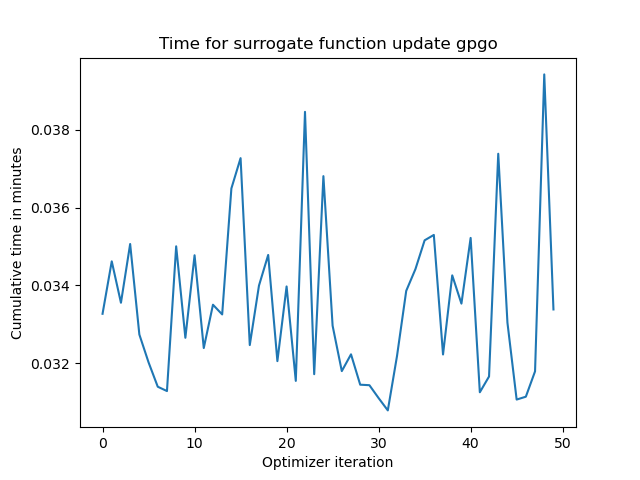 Time for surrogate function update gpgo
Cumulative time in minutes
0.038
0.036
0.034
0.032
0 10 20 30 40 50
Optimizer iteration